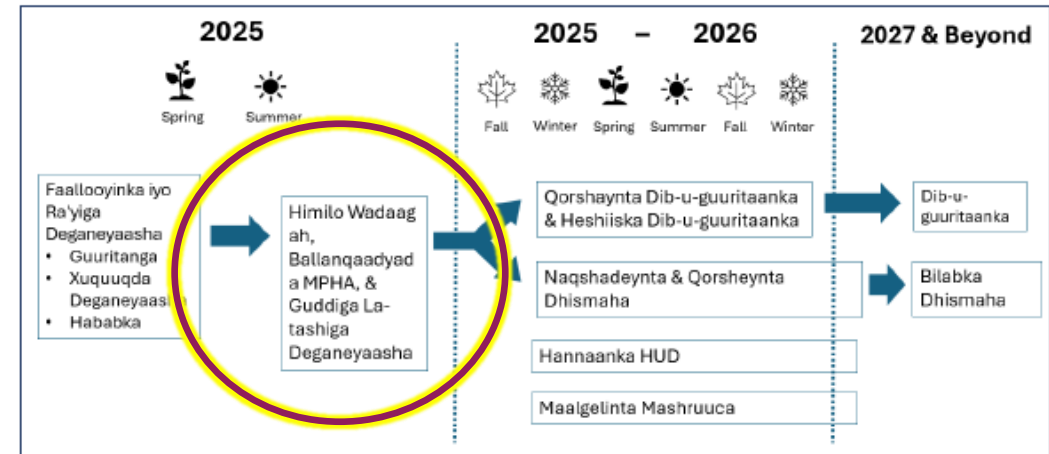 2025
2025 – 2026
2027 & Beyond
Spring
Summer
Fall
Winter
Spring
Summer
Fall
Winter
Faallooyinka iyo
Ra'yiga
Deganeyaasha
• Guuritanga
• Xuquuqda
Deganeyaasha
• Hababka
Himilo Wadaag
ah,
Ballanqaadyad
a MPHA, &
Guddiga La-
tashiga
Deganeyaasha
Qorshaynta Dib-u-guuritaanka
& Heshiiska Dib-u-guuritaanka
Dib-u-
guuritaanka
Naqshadeynta & Qorsheynta
Dhismaha
Bilabka
Dhismaha
Hannaanka HUD
Maalgelinta Mashruuca